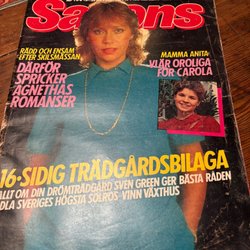 Saxons
RÄDD OCH ENSAM
EFTER SKILSMÄSSAN
DÄRFÖR
SPRICKER
AGNETHAS
ROMANSER
MAMMA ANITA:
VI ÄR OROLIGA
FÖR CAROLA
16-SIDIG TRÄDGÅRDSBILAGA
ALLT OM DIN DRÖMTRÄDGÅRD SVEN GREEN GER BÄSTA RÅDEN
ODLA SVERIGES HÖGSTA SOLROS-VINN VÄXTHUS